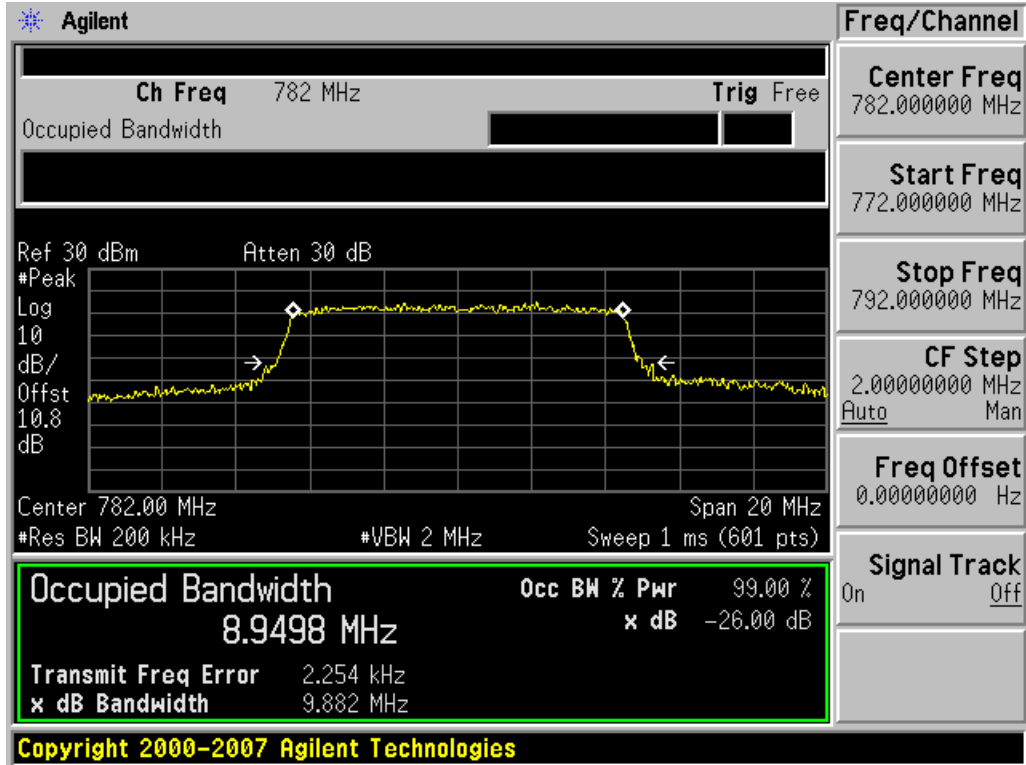 Agilent
Freq/Channel
Ch Freq 782 MHz Trig Free
Occupied Bandwidth
Center Freq
782.000000 MHz
Start Freq
772.000000 MHz
Stop Freq
792.000000 MHz
CF Step
2.00000000 MHz
Auto Man
Freq Offset
0.00000000 Hz
Signal Track
On Off
Ref 30 dBm Atten 30 dB
#Peak
Log
10
dB/
Offst
10.8
dB
Center 782.00 MHz Span 20 MHz
#Res BW 200 kHz #VBW 2 MHz Sweep 1 ms (601 pts)
Occupied Bandwidth Occ BW % Pwr 99.00 %
8.9498 MHz x dB -26.00 dB
Transmit Freq Error 2.254 kHz
x dB Bandwidth 9.882 MHz
Copyright 2000-2007 Agilent Technologies